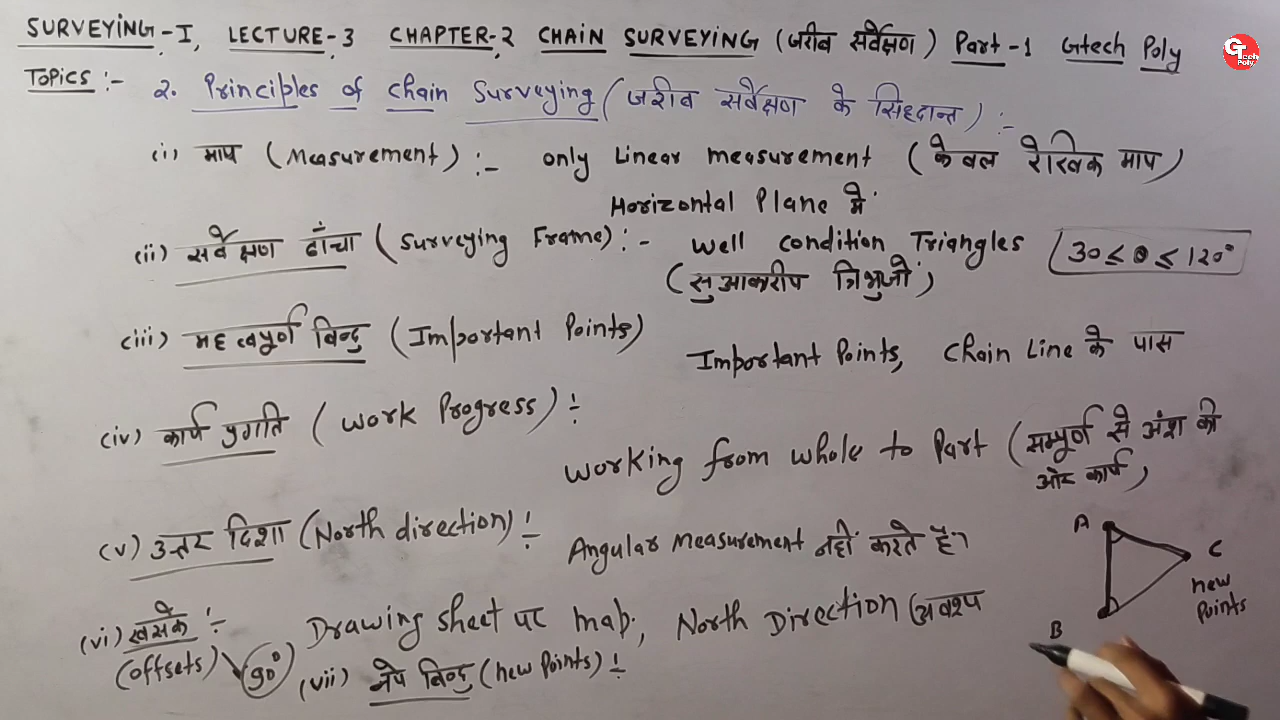 SURVEYING-I, LECTURE-3 CHAPTER-2 CHAIN SURVEYING (जरीब सर्वेक्षण) Part-1 Gtech Poly
GTech Poly
TOPICS :-
2. Principles of Chain Surveying (जरीब सर्वेक्षण के सिद्दान्त) :-
(i) माप (Measurement) :- only Linear measurement (केवल रेखिक माप)
Horizontal Plane मे
(ii) सर्वेक्षण ढाँचा (Surveying Frame) :- Well condition Triangles 30 ≤ θ ≤ 120°
(सुआकारीप त्रिभुजो)
(iii) महत्वपूर्ण बिन्दु (Important Points)
Important Points, Chain Line के पास
(iv) कार्य प्रगति (Work Progress) :-
Working from whole to Part (सम्पूर्ण से अंश की
ओर कार्य)
(v) उत्तर दिशा (North direction) :- Angular measurement नही करते है।
(vi) खसके :- Drawing sheet पर map, North Direction (अवश्य
(offsets) 90°
(vii) नये बिन्दु (new Points) :-
A
B
C
new
Points